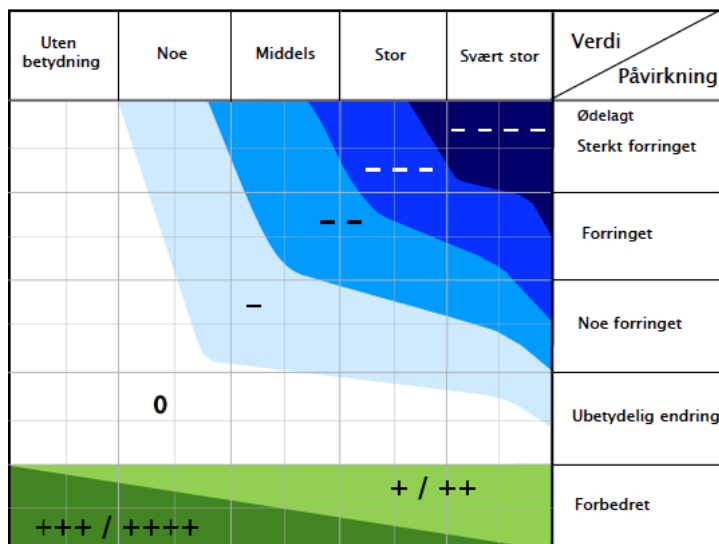 Uten
betydning
Noe
Middels
Stor
Svært stor
Verdi
Påvirkning
Ødelagt
Sterkt forringet
Forringet
Noe forringet
Ubetydelig endring
Forbedret
– – – –
– – –
– –
–
0
+ / ++
+++ / ++++